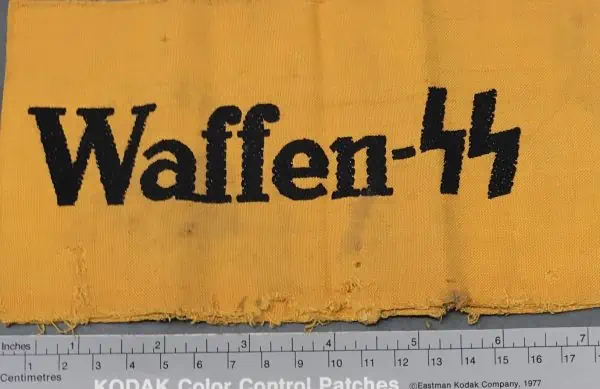 Waffen-SS
Inches 1 2 3 4 5 6 7
1 2 3 4 5 6 7 8 9 10 11 12 13 14 15 16 17
Centimetres
KODAK Color Control Patches ©Eastman Kodak Company, 1977